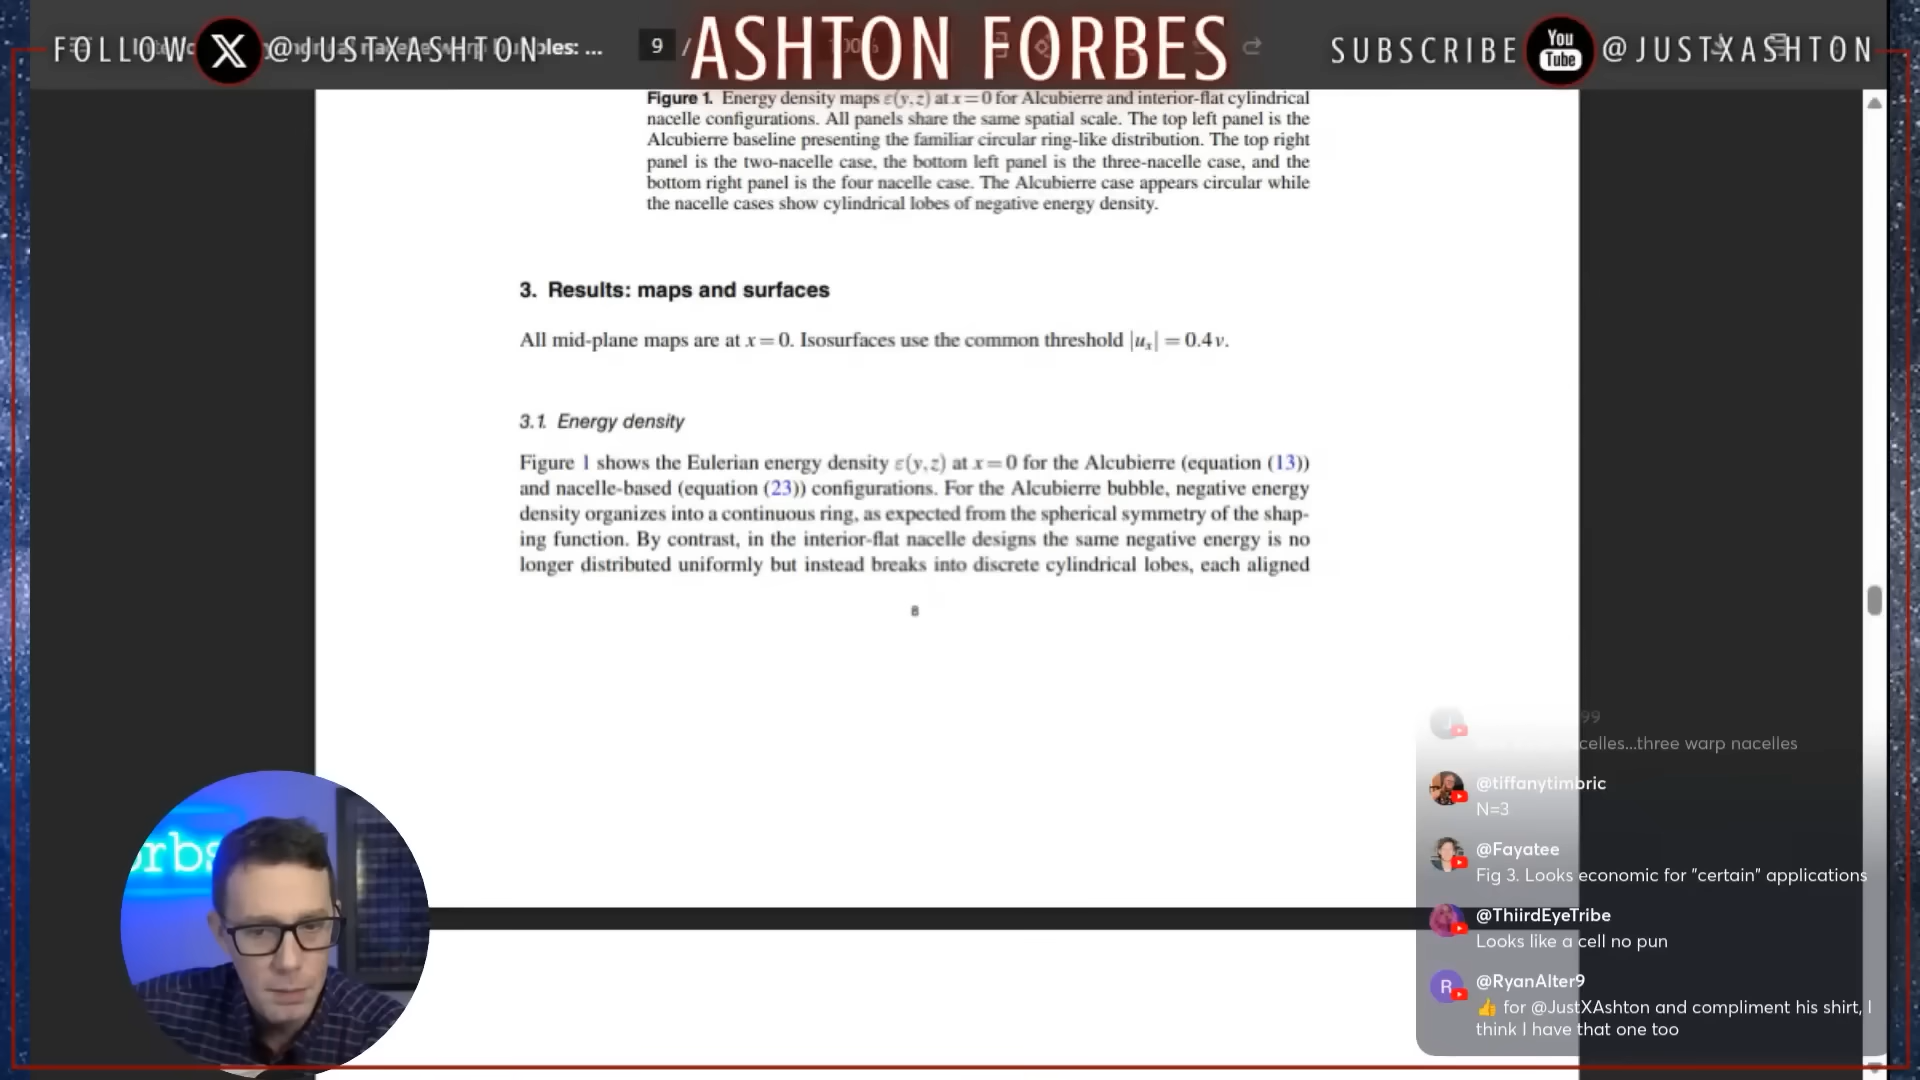 FOLLOW X @JUSTXASHTON
bles: ...
9 /
ASHTON FORBES
SUBSCRIBE You Tube @JUSTXASHTON
Figure 1. Energy density maps ε(y,z) at x = 0 for Alcubierre and interior-flat cylindrical
nacelle configurations. All panels share the same spatial scale. The top left panel is the
Alcubierre baseline presenting the familiar circular ring-like distribution. The top right
panel is the two-nacelle case, the bottom left panel is the three-nacelle case, and the
bottom right panel is the four nacelle case. The Alcubierre case appears circular while
the nacelle cases show cylindrical lobes of negative energy density.
3. Results: maps and surfaces
All mid-plane maps are at x = 0. Isosurfaces use the common threshold |uₓ| = 0.4v.
3.1. Energy density
Figure 1 shows the Eulerian energy density ε(y,z) at x = 0 for the Alcubierre (equation (13))
and nacelle-based (equation (23)) configurations. For the Alcubierre bubble, negative energy
density organizes into a continuous ring, as expected from the spherical symmetry of the shap-
ing function. By contrast, in the interior-flat nacelle designs the same negative energy is no
longer distributed uniformly but instead breaks into discrete cylindrical lobes, each aligned
8
99
celles...three warp nacelles
@tiffanytimbric
N=3
@Fayatee
Fig 3. Looks economic for "certain" applications
@ThiirdEyeTribe
Looks like a cell no pun
R @RyanAlter9
👍 for @JustXAshton and compliment his shirt, I
think I have that one too
orbs